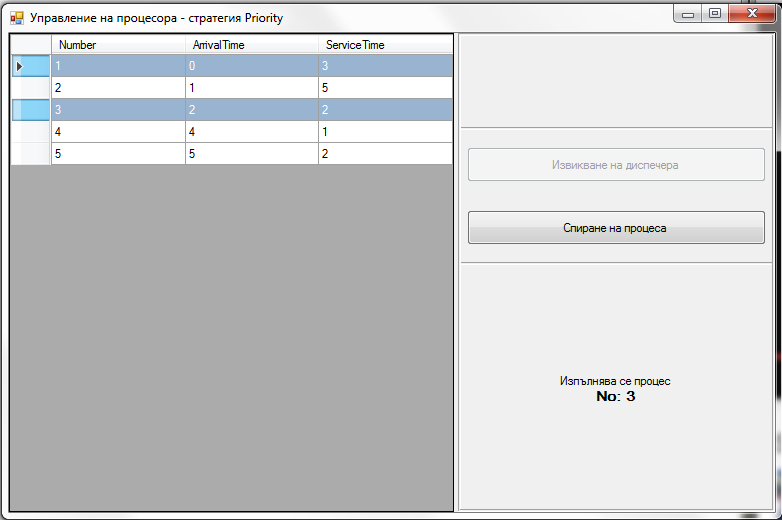 Управление на процесора - стратегия Priority
Number ArrivalTime ServiceTime
1 0 3
2 1 5
3 2 2
4 4 1
5 5 2
Извикване на диспечера
Спиране на процеса
Изпълнява се процес
No: 3